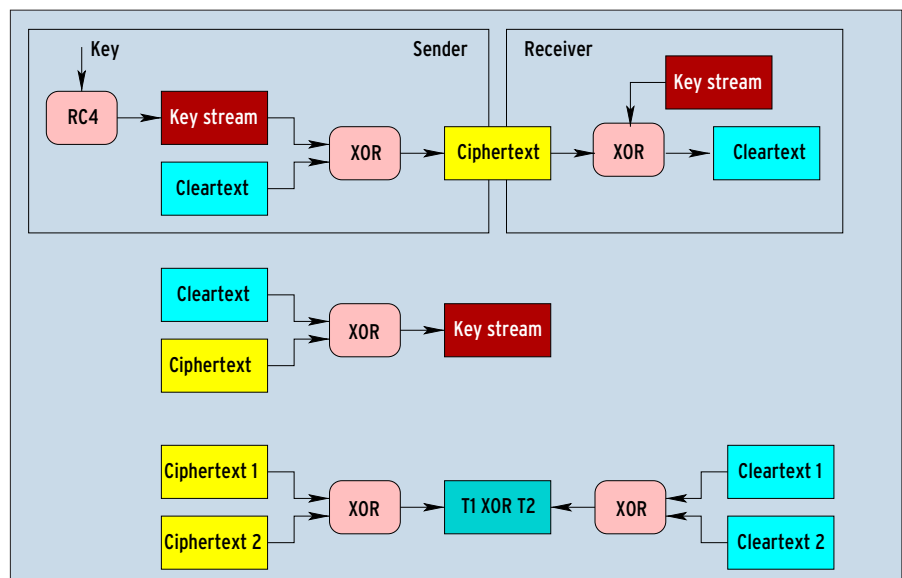 Key
Sender
Receiver
Key stream
RC4
Key stream
XOR
Ciphertext
XOR
Cleartext
Cleartext
Cleartext
XOR
Key stream
Ciphertext
Ciphertext 1
Cleartext 1
XOR
T1 XOR T2
XOR
Ciphertext 2
Cleartext 2